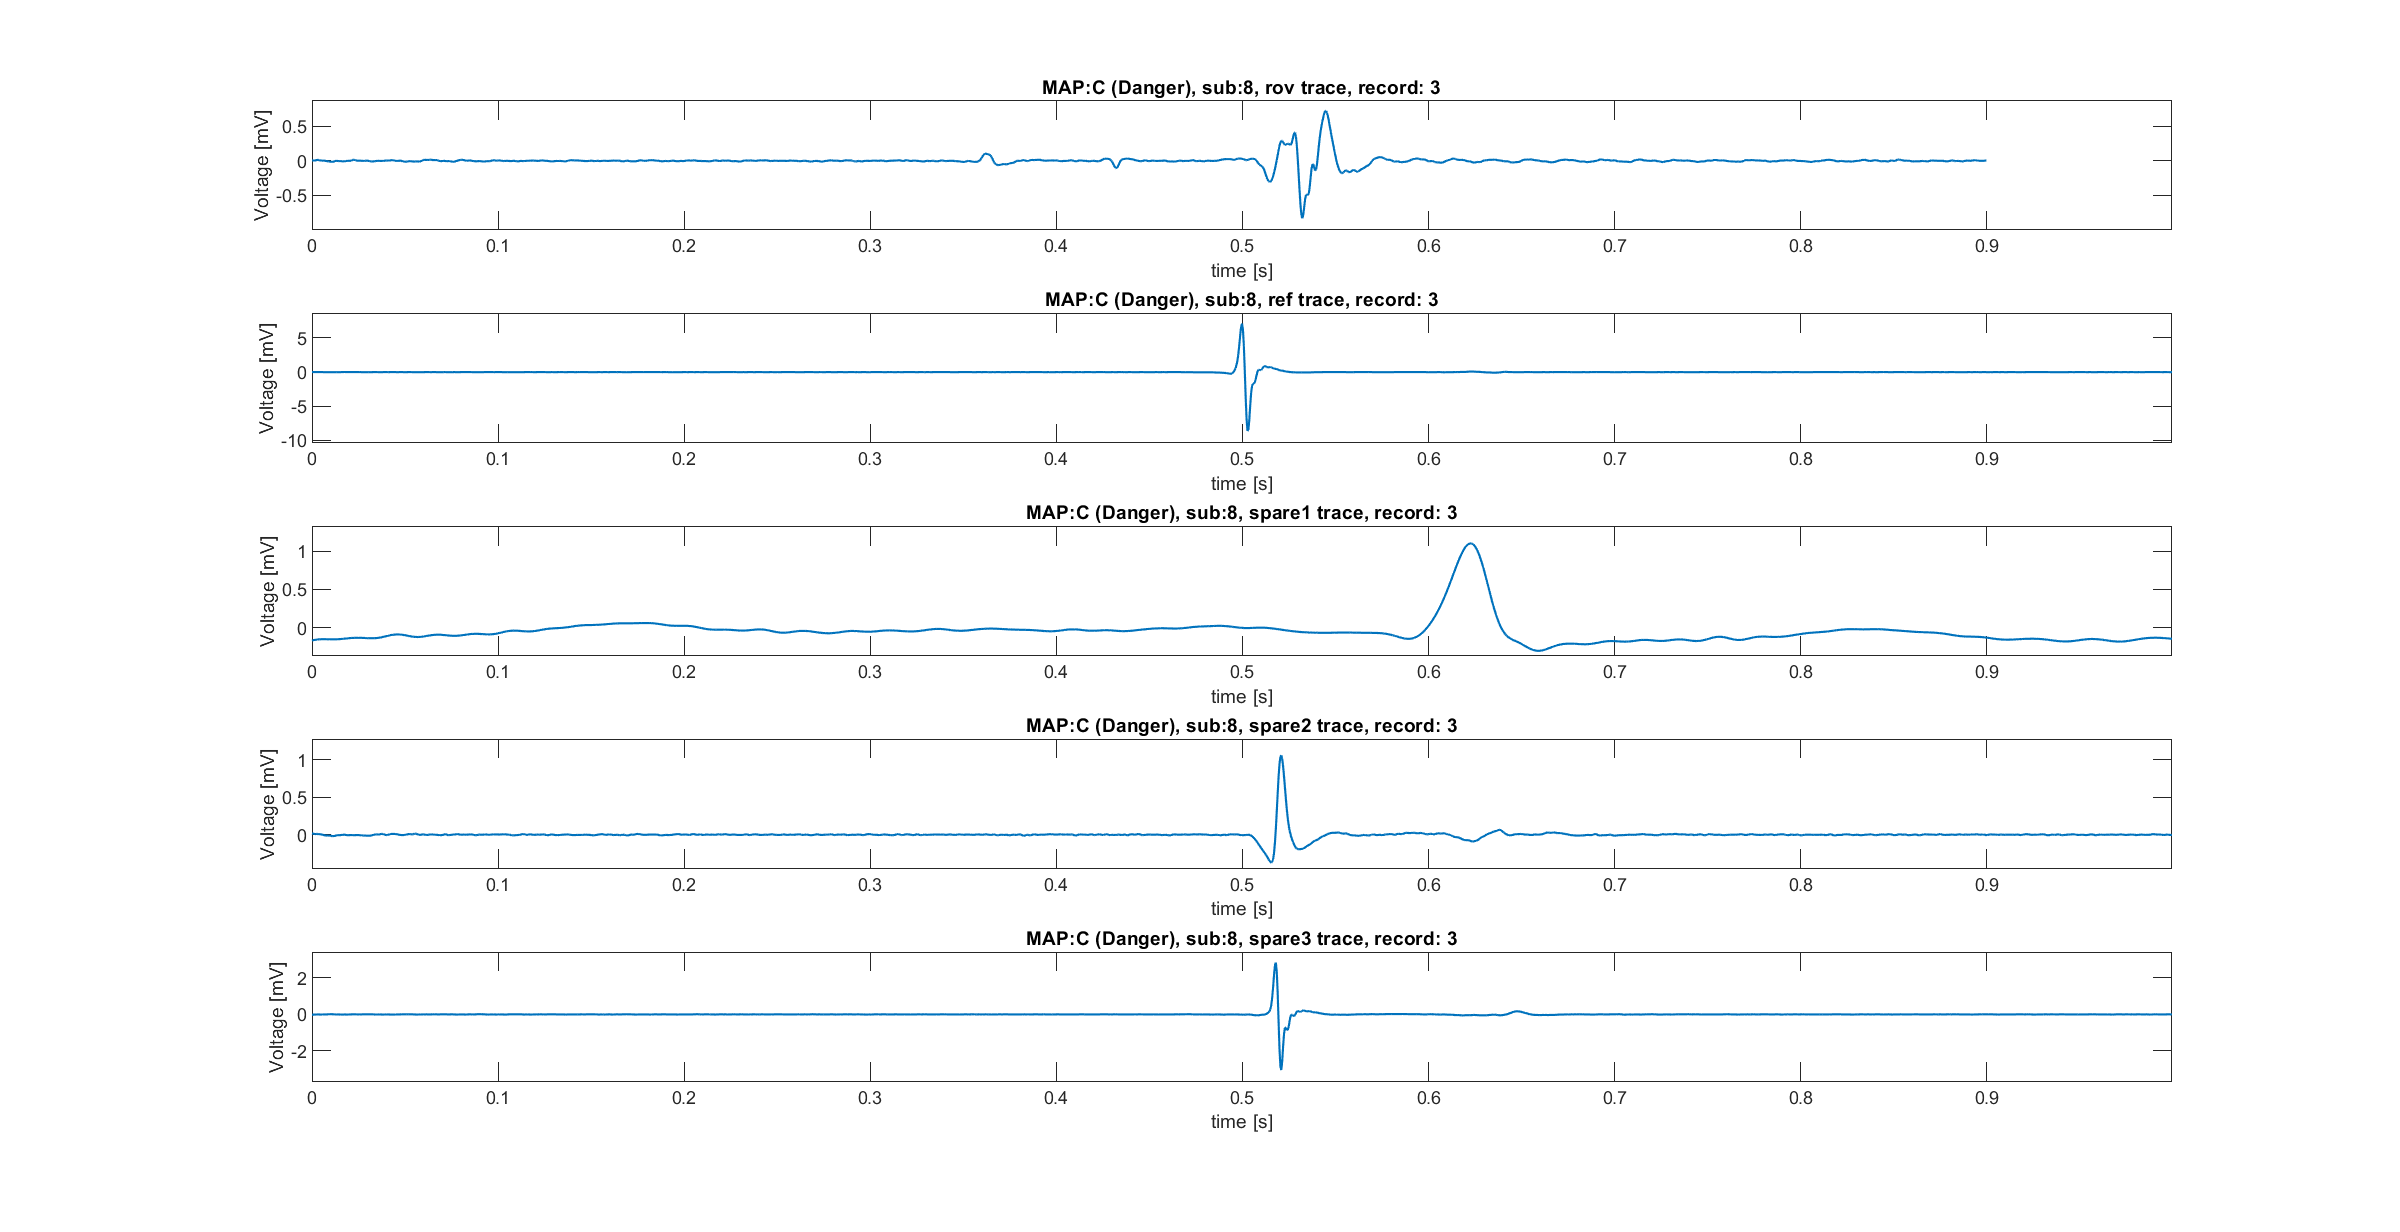 MAP:C (Danger), sub:8, rov trace, record: 3
Voltage [mV]
0.5
0
-0.5
0 0.1 0.2 0.3 0.4 0.5 0.6 0.7 0.8 0.9
time [s]
MAP:C (Danger), sub:8, ref trace, record: 3
Voltage [mV]
5
0
-5
-10
0 0.1 0.2 0.3 0.4 0.5 0.6 0.7 0.8 0.9
time [s]
MAP:C (Danger), sub:8, spare1 trace, record: 3
Voltage [mV]
1
0.5
0
0 0.1 0.2 0.3 0.4 0.5 0.6 0.7 0.8 0.9
time [s]
MAP:C (Danger), sub:8, spare2 trace, record: 3
Voltage [mV]
1
0.5
0
0 0.1 0.2 0.3 0.4 0.5 0.6 0.7 0.8 0.9
time [s]
MAP:C (Danger), sub:8, spare3 trace, record: 3
Voltage [mV]
2
0
-2
0 0.1 0.2 0.3 0.4 0.5 0.6 0.7 0.8 0.9
time [s]